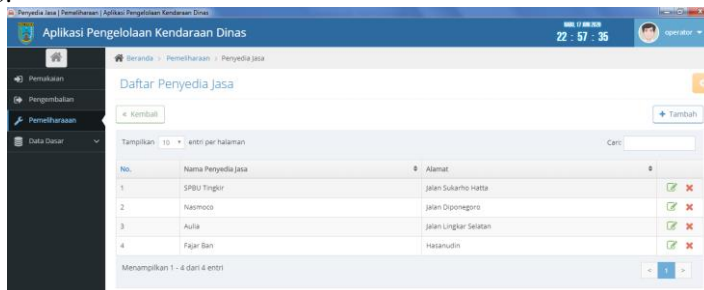 Penyedia Jasa | Pemeliharaan | Aplikasi Pengelolaan Kendaraan Dinas
Aplikasi Pengelolaan Kendaraan Dinas
22 : 57 : 35
operator
Beranda > Pemeliharaan > Penyedia Jasa
Pemakaian
Pengembalian
Pemeliharaaan
Data Dasar
Daftar Penyedia Jasa
« Kembali
+ Tambah
Tampilkan 10 entri per halaman
Cari:
No. Nama Penyedia Jasa Alamat
1 SPBU Tingkir Jalan Sukarho Hatta
2 Nasmoco Jalan Diponegoro
3 Aulia Jalan Lingkar Selatan
4 Fajar Ban Hasanudin
Menampilkan 1 - 4 dari 4 entri
< 1 >